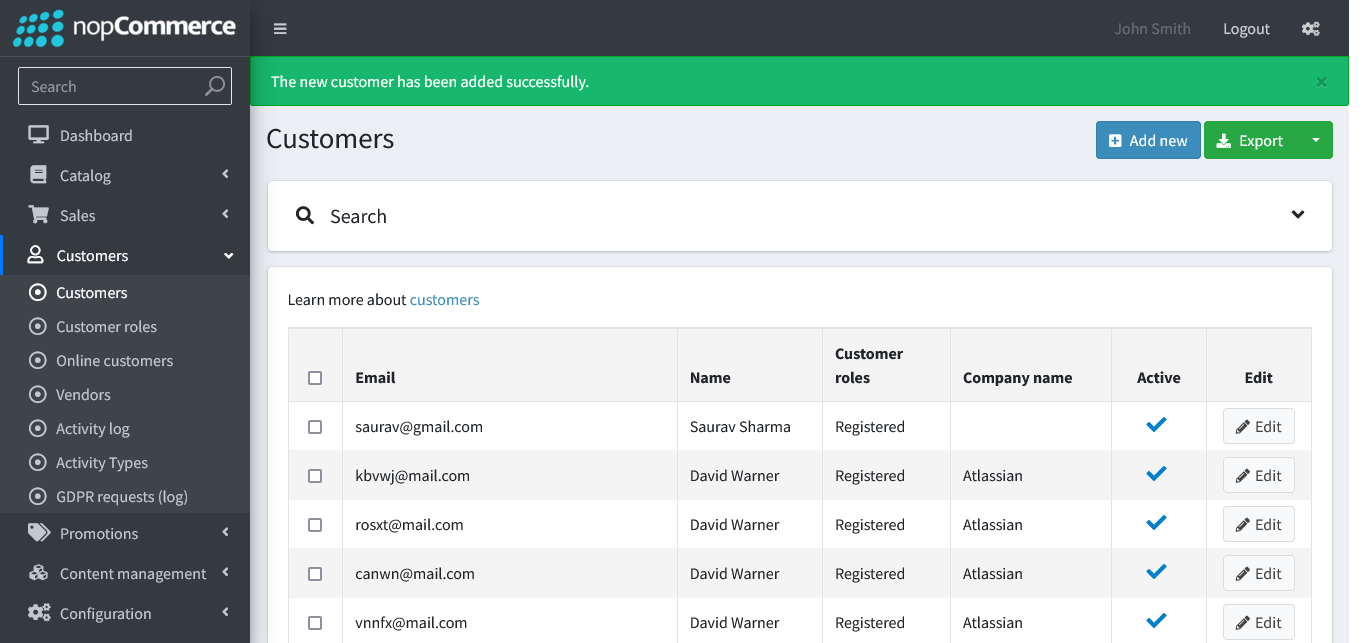 nopCommerce
John Smith
Logout
Search
The new customer has been added successfully.
×
Dashboard
Catalog
Sales
Customers
Customers
Customer roles
Online customers
Vendors
Activity log
Activity Types
GDPR requests (log)
Promotions
Content management
Configuration
Customers
Add new
Export
Search
Learn more about customers
Email Name Customer roles Company name Active Edit
saurav@gmail.com Saurav Sharma Registered Edit
kbvwj@mail.com David Warner Registered Atlassian Edit
rosxt@mail.com David Warner Registered Atlassian Edit
canwn@mail.com David Warner Registered Atlassian Edit
vnnfx@mail.com David Warner Registered Atlassian Edit